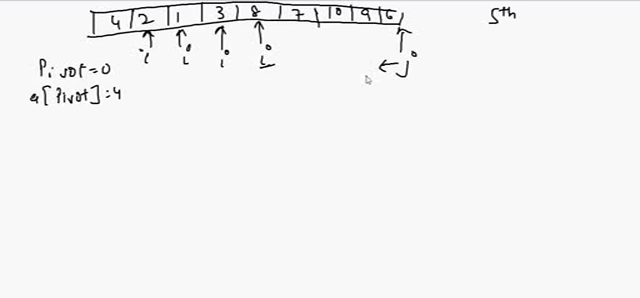 4 2 1 3 8 7 10 9 6 5th
i i i i j
Pivot=0
a[Pivot]:4